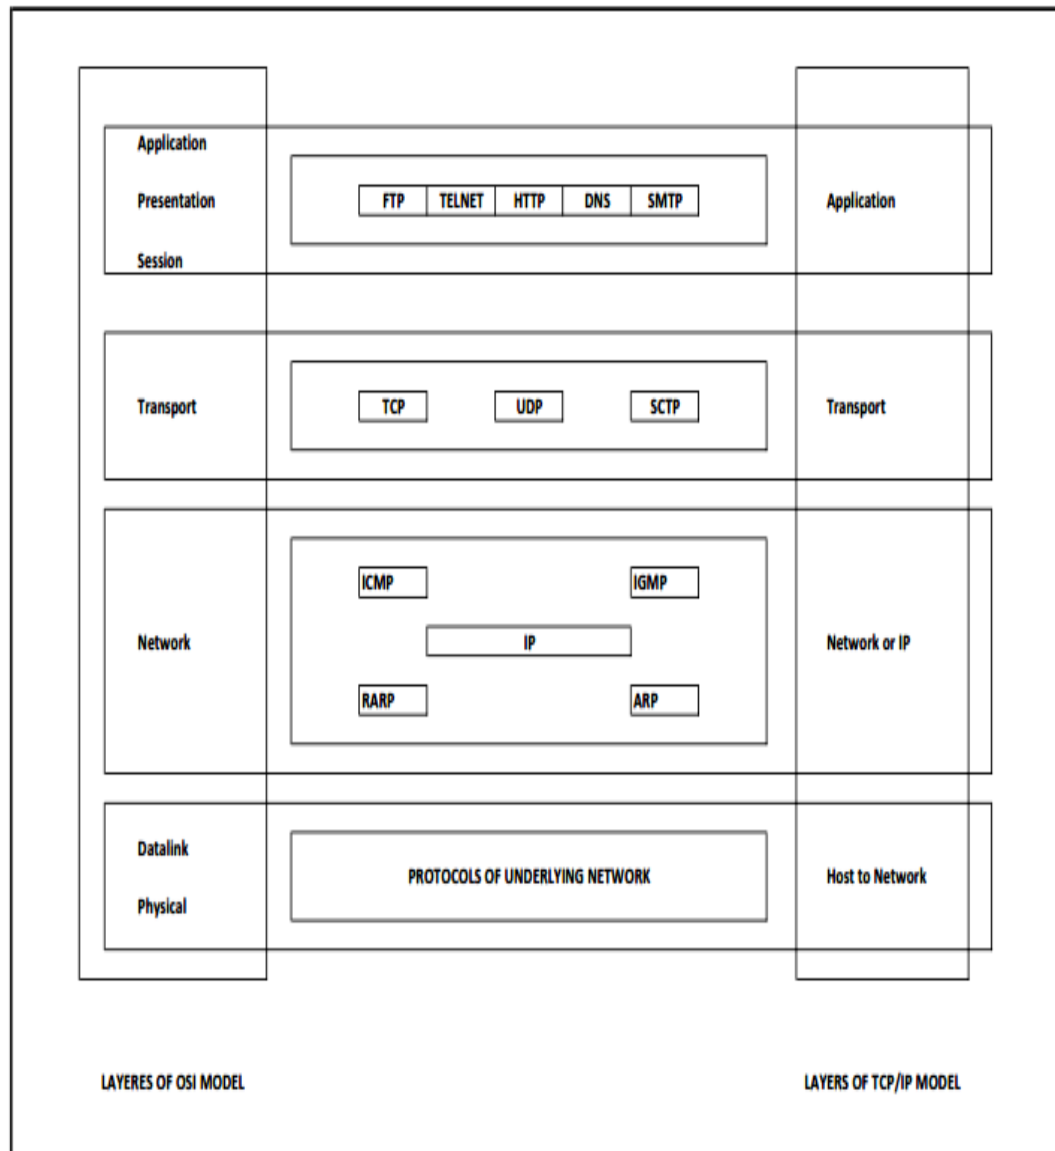 Application
Presentation
Session
FTP TELNET HTTP DNS SMTP
Application
Transport
TCP UDP SCTP
Transport
Network
ICMP IGMP
IP
RARP ARP
Network or IP
Datalink
Physical
PROTOCOLS OF UNDERLYING NETWORK
Host to Network
LAYERES OF OSI MODEL
LAYERS OF TCP/IP MODEL